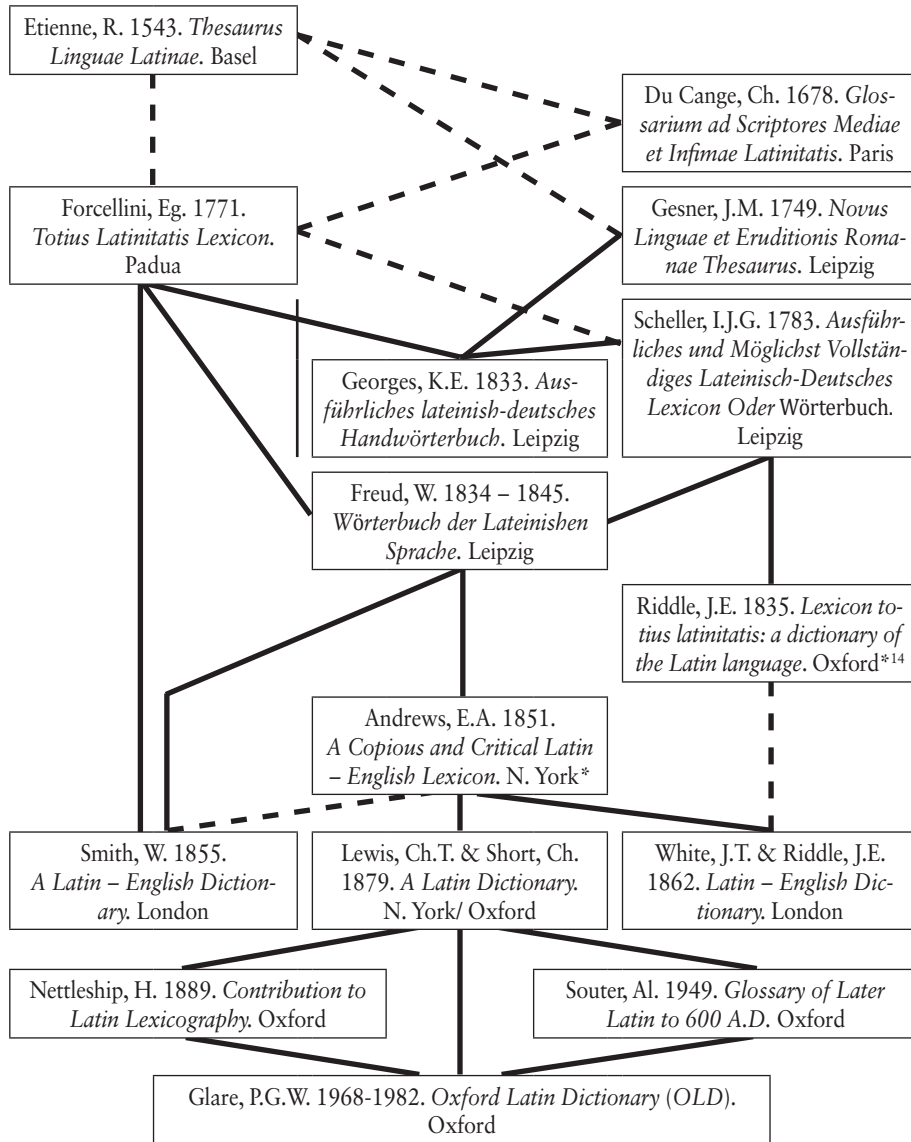 Etienne, R. 1543. Thesaurus
Linguae Latinae. Basel
Du Cange, Ch. 1678. Glos-
sarium ad Scriptores Mediae
et Infimae Latinitatis. Paris
Forcellini, Eg. 1771.
Totius Latinitatis Lexicon.
Padua
Gesner, J.M. 1749. Novus
Linguae et Eruditionis Roma-
nae Thesaurus. Leipzig
Scheller, I.J.G. 1783. Ausführ-
liches und Möglichst Vollstän-
diges Lateinisch-Deutsches
Lexicon Oder Wörterbuch.
Leipzig
Georges, K.E. 1833. Aus-
führliches lateinish-deutsches
Handwörterbuch. Leipzig
Freud, W. 1834 – 1845.
Wörterbuch der Lateinishen
Sprache. Leipzig
Riddle, J.E. 1835. Lexicon to-
tius latinitatis: a dictionary of
the Latin language. Oxford*14
Andrews, E.A. 1851.
A Copious and Critical Latin
– English Lexicon. N. York*
Smith, W. 1855.
A Latin – English Diction-
ary. London
Lewis, Ch.T. & Short, Ch.
1879. A Latin Dictionary.
N. York/ Oxford
White, J.T. & Riddle, J.E.
1862. Latin – English Dic-
tionary. London
Nettleship, H. 1889. Contribution to
Latin Lexicography. Oxford
Souter, Al. 1949. Glossary of Later
Latin to 600 A.D. Oxford
Glare, P.G.W. 1968-1982. Oxford Latin Dictionary (OLD).
Oxford